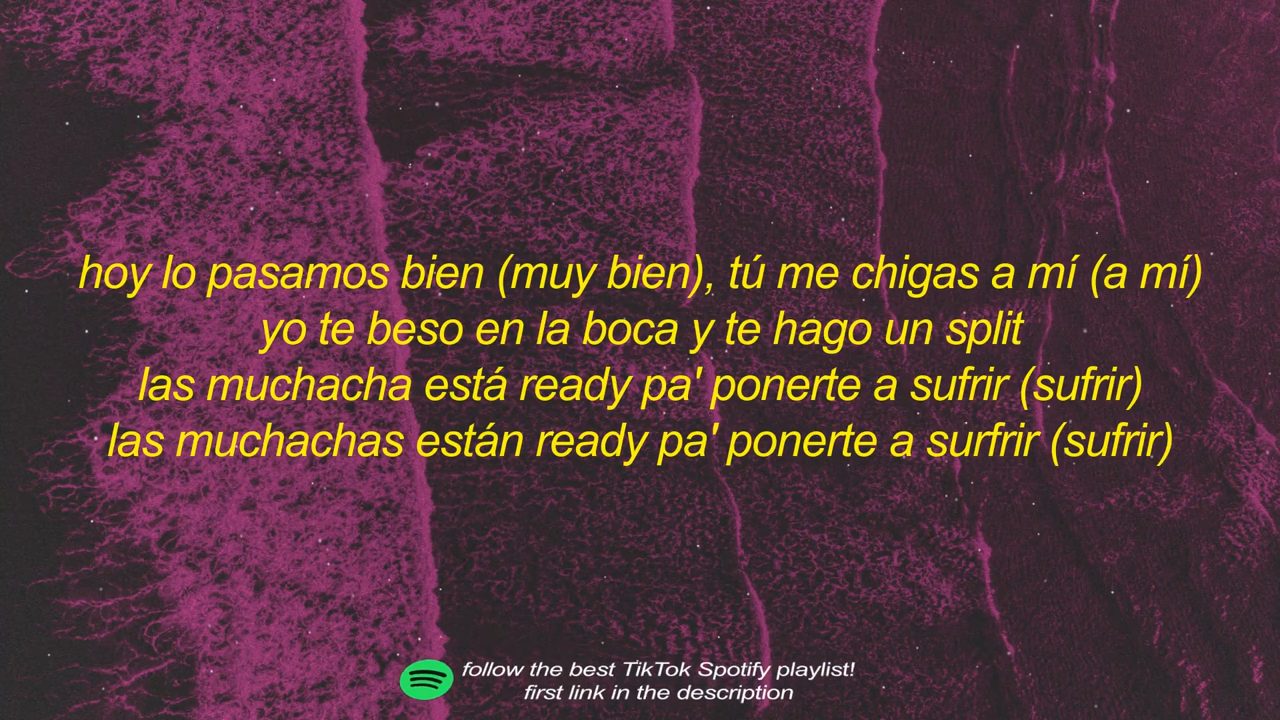 hoy lo pasamos bien (muy bien), tú me chigas a mí (a mí)
yo te beso en la boca y te hago un split
las muchacha está ready pa' ponerte a sufrir (sufrir)
las muchachas están ready pa' ponerte a surfrir (sufrir)
follow the best TikTok Spotify playlist!
first link in the description